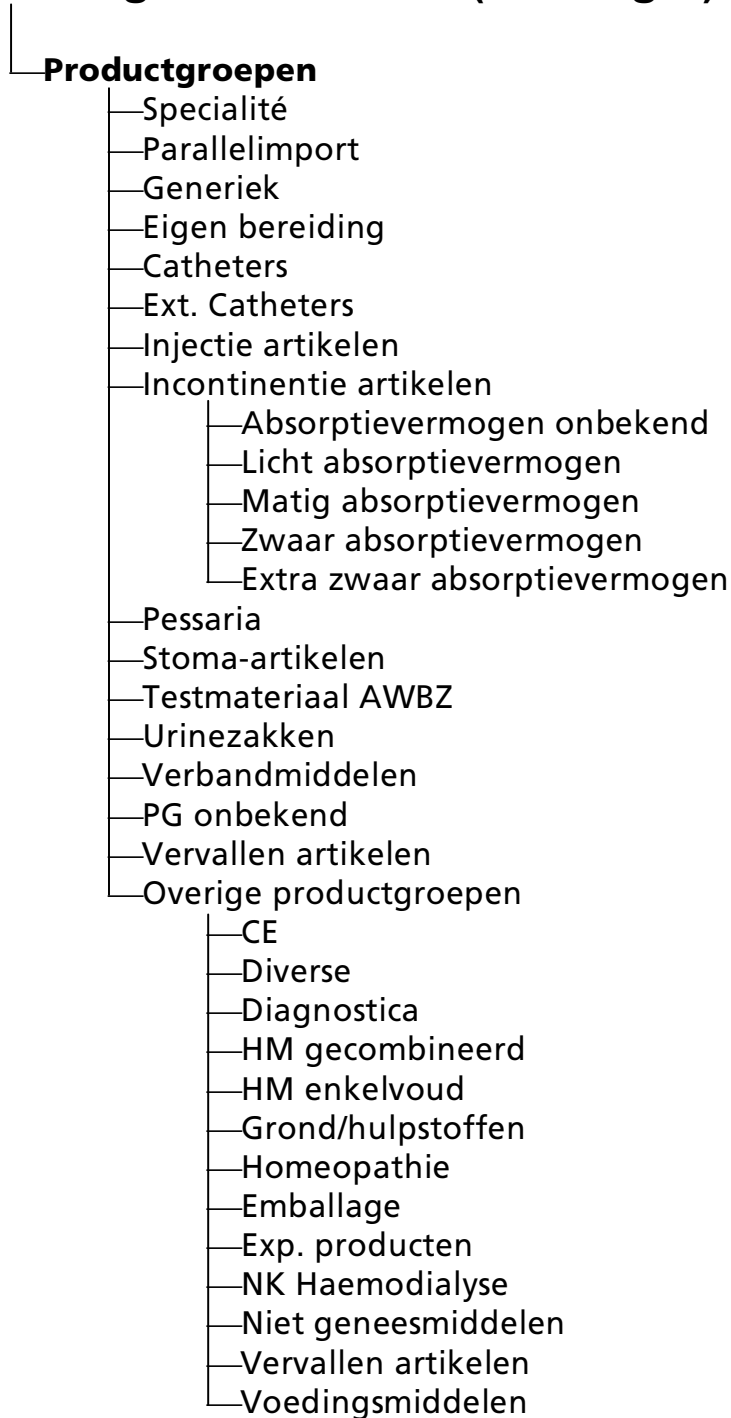 Productgroepen
Specialité
Parallelimport
Generiek
Eigen bereiding
Catheters
Ext. Catheters
Injectie artikelen
Incontinentie artikelen
Absorptievermogen onbekend
Licht absorptievermogen
Matig absorptievermogen
Zwaar absorptievermogen
Extra zwaar absorptievermogen
Pessaria
Stoma-artikelen
Testmateriaal AWBZ
Urinezakken
Verbandmiddelen
PG onbekend
Vervallen artikelen
Overige productgroepen
CE
Diverse
Diagnostica
HM gecombineerd
HM enkelvoud
Grond/hulpstoffen
Homeopathie
Emballage
Exp. producten
NK Haemodialyse
Niet geneesmiddelen
Vervallen artikelen
Voedingsmiddelen